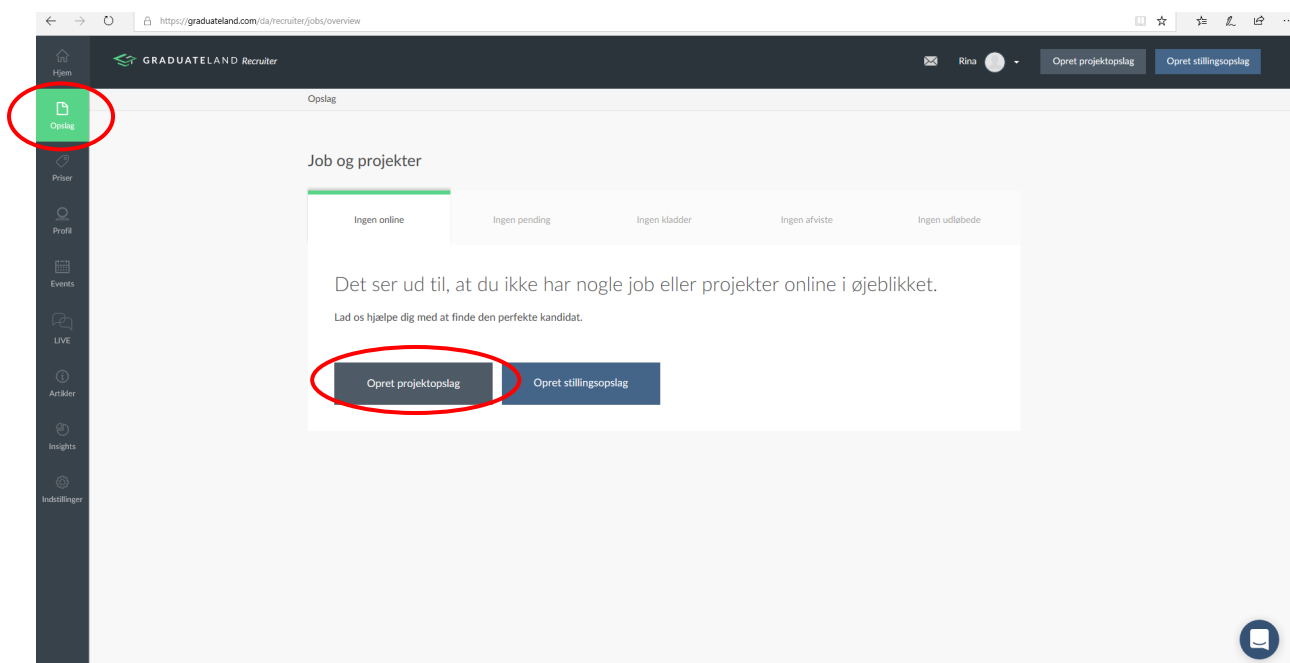 https://graduateland.com/da/recruiter/jobs/overview
Hjem
GRADUATELAND Recruiter
Rina
Opret projektopslag
Opret stillingsopslag
Opslag
Opslag
Priser
Profil
Events
LIVE
Artikler
Insights
Indstillinger
Job og projekter
Ingen online
Ingen pending
Ingen kladder
Ingen afviste
Ingen udløbede
Det ser ud til, at du ikke har nogle job eller projekter online i øjeblikket.
Lad os hjælpe dig med at finde den perfekte kandidat.
Opret projektopslag
Opret stillingsopslag